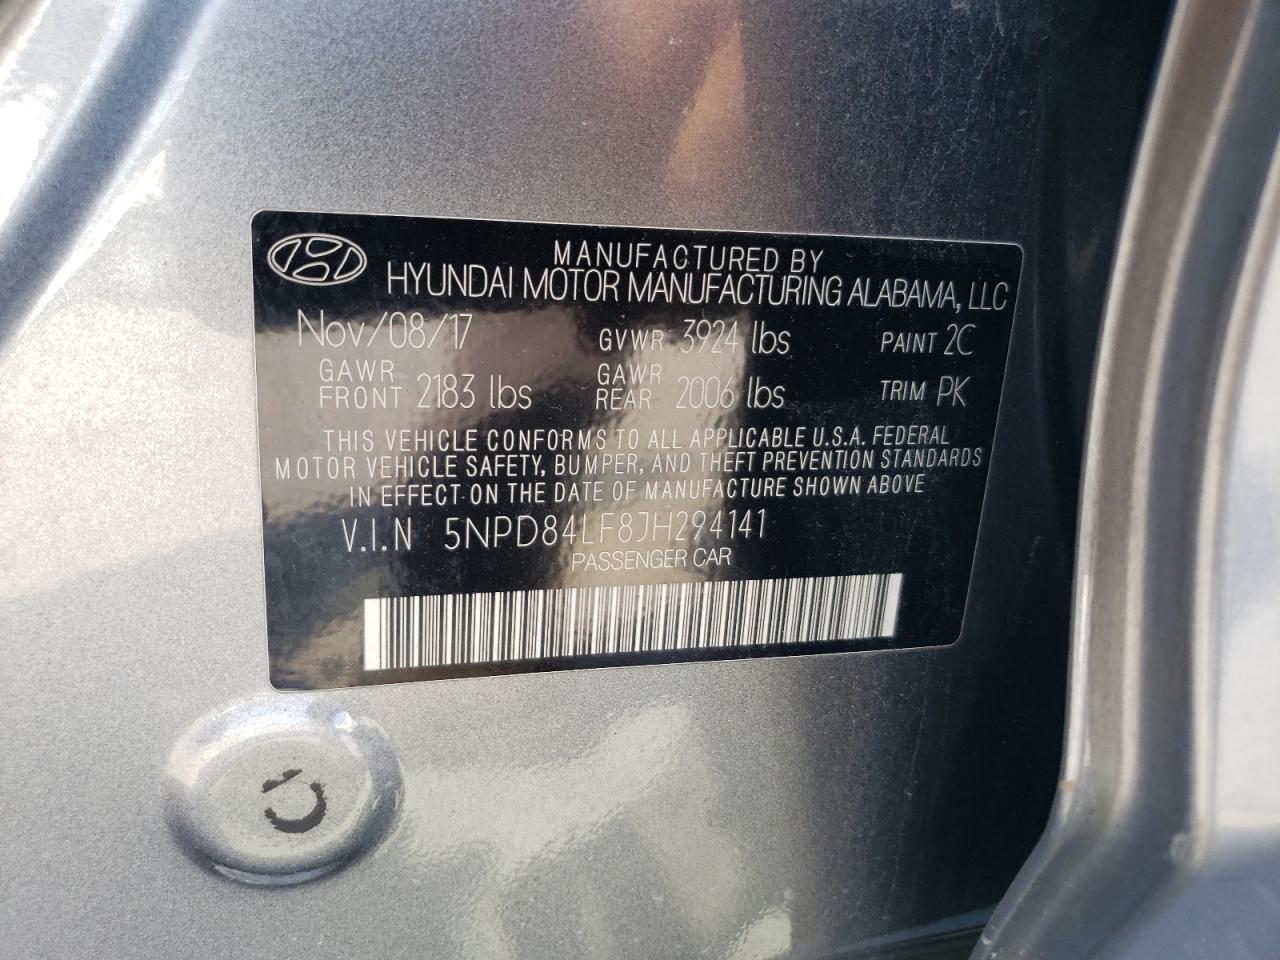 MANUFACTURED BY
HYUNDAI MOTOR MANUFACTURING ALABAMA, LLC
Nov/08/17 GVWR 3924 lbs PAINT 2C
GAWR FRONT 2183 lbs GAWR REAR 2006 lbs TRIM PK
THIS VEHICLE CONFORMS TO ALL APPLICABLE U.S.A. FEDERAL
MOTOR VEHICLE SAFETY, BUMPER, AND THEFT PREVENTION STANDARDS
IN EFFECT ON THE DATE OF MANUFACTURE SHOWN ABOVE
V.I.N 5NPD84LF8JH294141
PASSENGER CAR